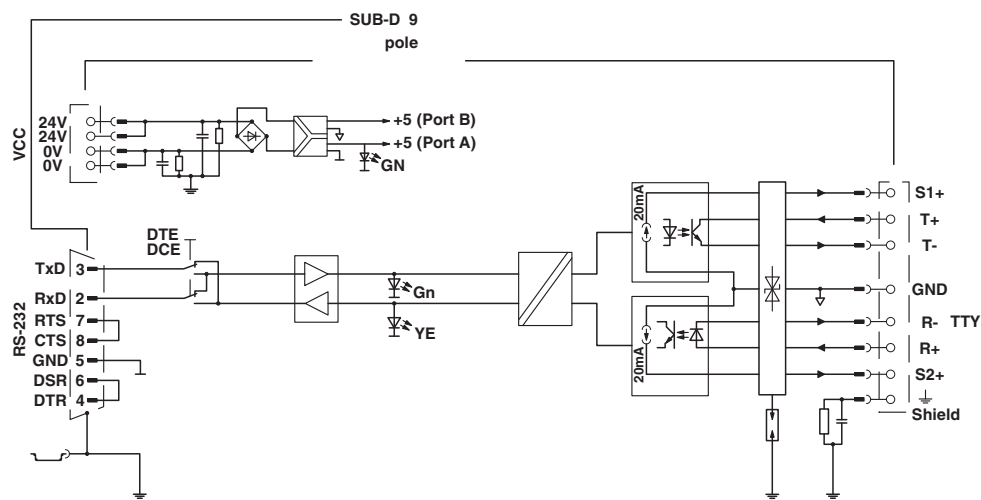 SUB-D 9
pole
VCC
24V
24V
0V
0V
+5 (Port B)
+5 (Port A)
GN
DTE
DCE
RS-232
TxD 3
RxD 2
RTS 7
CTS 8
GND 5
DSR 6
DTR 4
Gn
YE
20mA
20mA
S1+
T+
T-
GND
R- TTY
R+
S2+
Shield